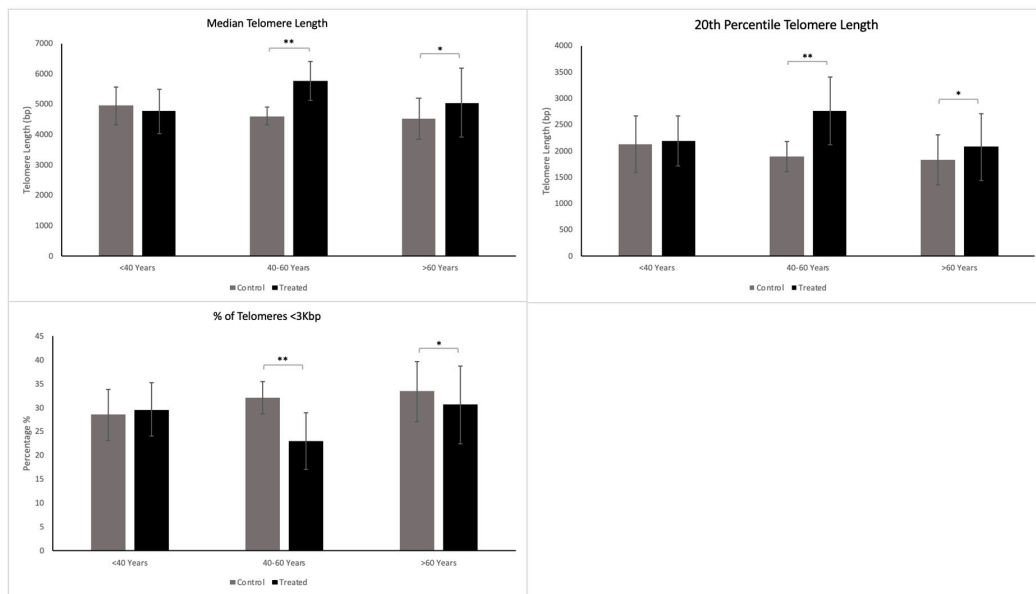 Median Telomere Length
7000
6000
5000
4000
3000
2000
1000
0
Telomere Length (bp)
**
*
<40 Years
40-60 Years
>60 Years
Control
Treated
20th Percentile Telomere Length
4000
3500
3000
2500
2000
1500
1000
500
0
Telomere Length (bp)
**
*
<40 Years
40-60 Years
>60 Years
Control
Treated
% of Telomeres <3Kbp
45
40
35
30
25
20
15
10
5
0
Percentage %
**
*
<40 Years
40-60 Years
>60 Years
Control
Treated